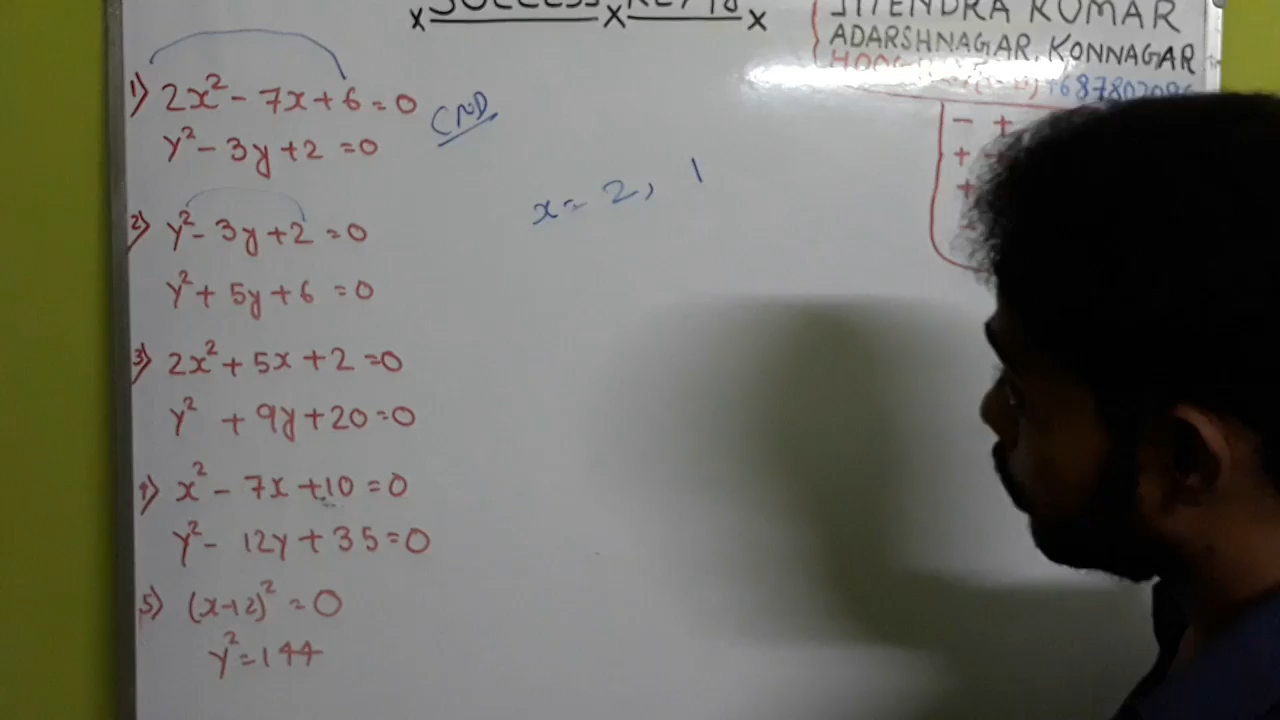 x SUCCESS x x
JITENDRA KUMAR
ADARSHNAGAR, KONNAGAR
1) 2x² - 7x + 6 = 0
CND
y² - 3y + 2 = 0
x = 2, 1
2) y² - 3y + 2 = 0
y² + 5y + 6 = 0
3) 2x² + 5x + 2 = 0
y² + 9y + 20 = 0
4) x² - 7x + 10 = 0
y² - 12y + 35 = 0
5) (x-12)² = 0
y² = 144
- +
+
+